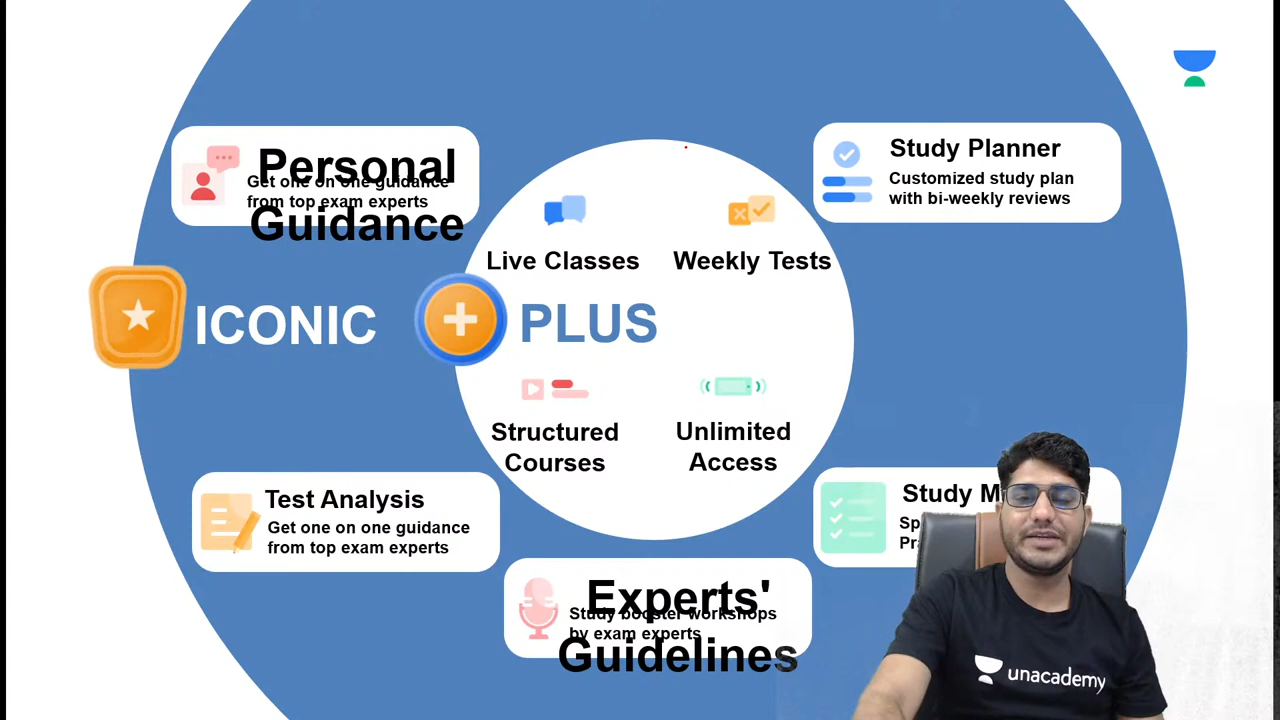 Personal
Guidance
Get one on one guidance
from top exam experts
Study Planner
Customized study plan
with bi-weekly reviews
Live Classes
Weekly Tests
ICONIC
PLUS
Structured
Courses
Unlimited
Access
Test Analysis
Get one on one guidance
from top exam experts
Study
Experts'
Guidelines
Study booster workshops
by exam experts
unacademy